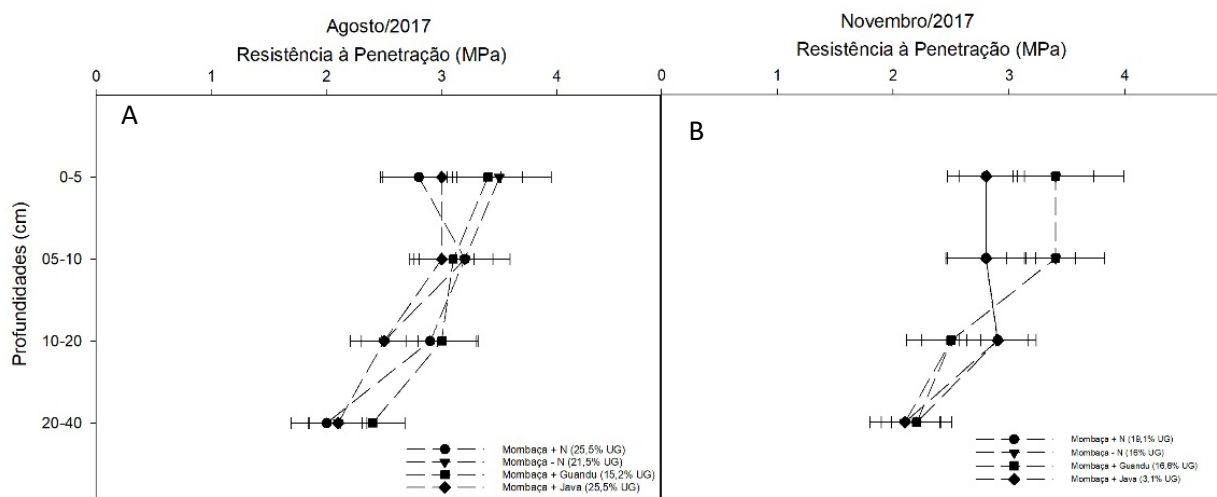 Agosto/2017
Resistência à Penetração (MPa)
0 1 2 3 4
A
Profundidades (cm)
0-5
05-10
10-20
20-40
Mombaça + N (25,5% UG)
Mombaça - N (21,5% UG)
Mombaça + Guandu (15,2% UG)
Mombaça + Java (25,5% UG)
Novembro/2017
Resistência à Penetração (MPa)
0 1 2 3 4
B
Mombaça + N (19,1% UG)
Mombaça - N (16% UG)
Mombaça + Guandu (16,6% UG)
Mombaça + Java (3,1% UG)